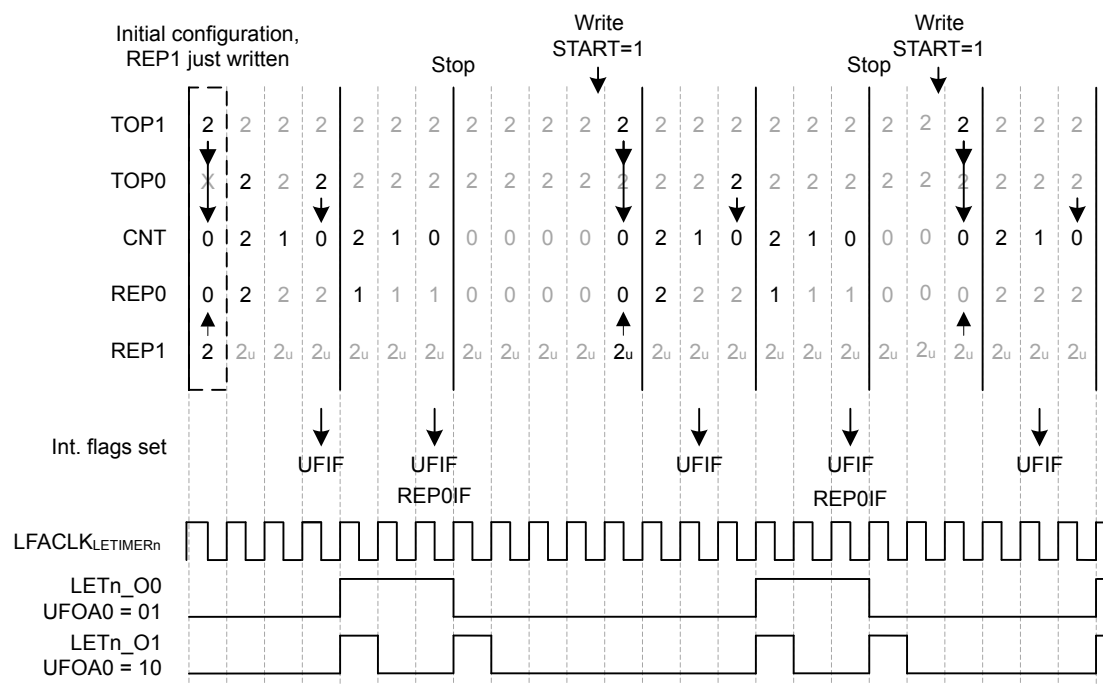 Initial configuration,
REP1 just written
Stop
Write
START=1
Stop
Write
START=1
TOP1 2 2 2 2 2 2 2 2 2 2 2 2 2 2 2 2 2 2 2 2 2 2 2 2
TOP0 X 2 2 2 2 2 2 2 2 2 2 2 2 2 2 2 2 2 2 2 2 2 2 2
CNT 0 2 1 0 2 1 0 0 0 0 0 0 2 1 0 2 1 0 0 0 0 2 1 0
REP0 0 2 2 2 1 1 1 0 0 0 0 0 2 2 2 1 1 1 0 0 0 2 2 2
REP1 2 2u 2u 2u 2u 2u 2u 2u 2u 2u 2u 2u 2u 2u 2u 2u 2u 2u 2u 2u 2u 2u 2u 2u
Int. flags set
UFIF UFIF UFIF UFIF UFIF
REP0IF REP0IF
LFACLKLETIMERn
LETn_O0
UFOA0 = 01
LETn_O1
UFOA0 = 10